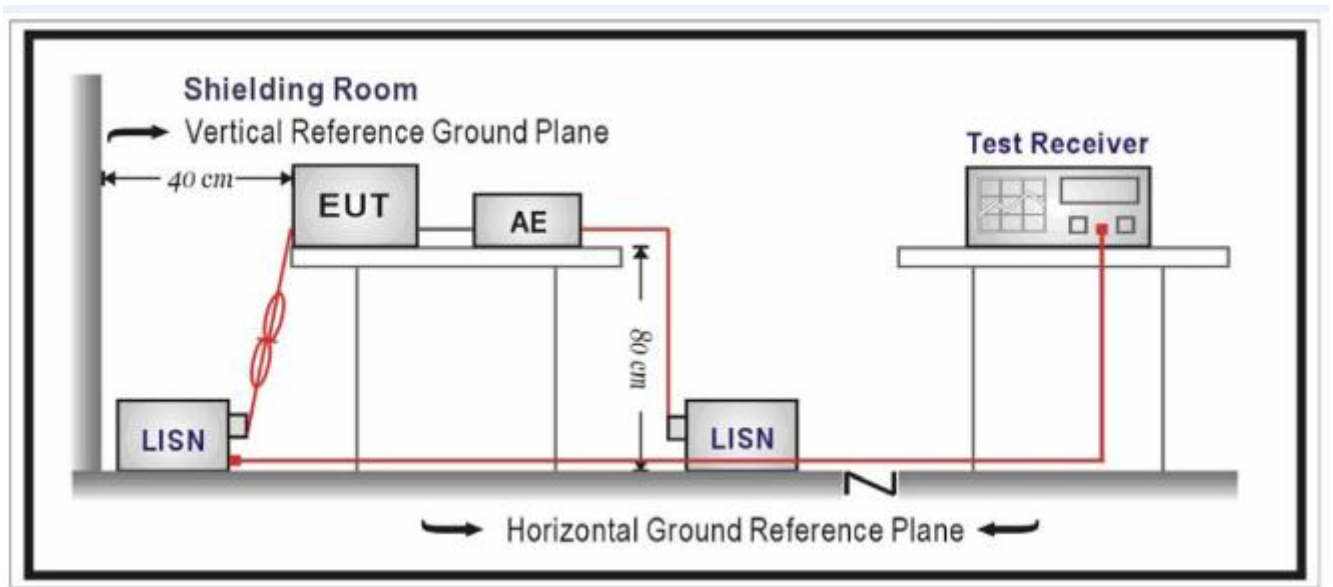 Shielding Room
Vertical Reference Ground Plane
Test Receiver
40 cm
EUT
AE
80 cm
LISN
LISN
Horizontal Ground Reference Plane